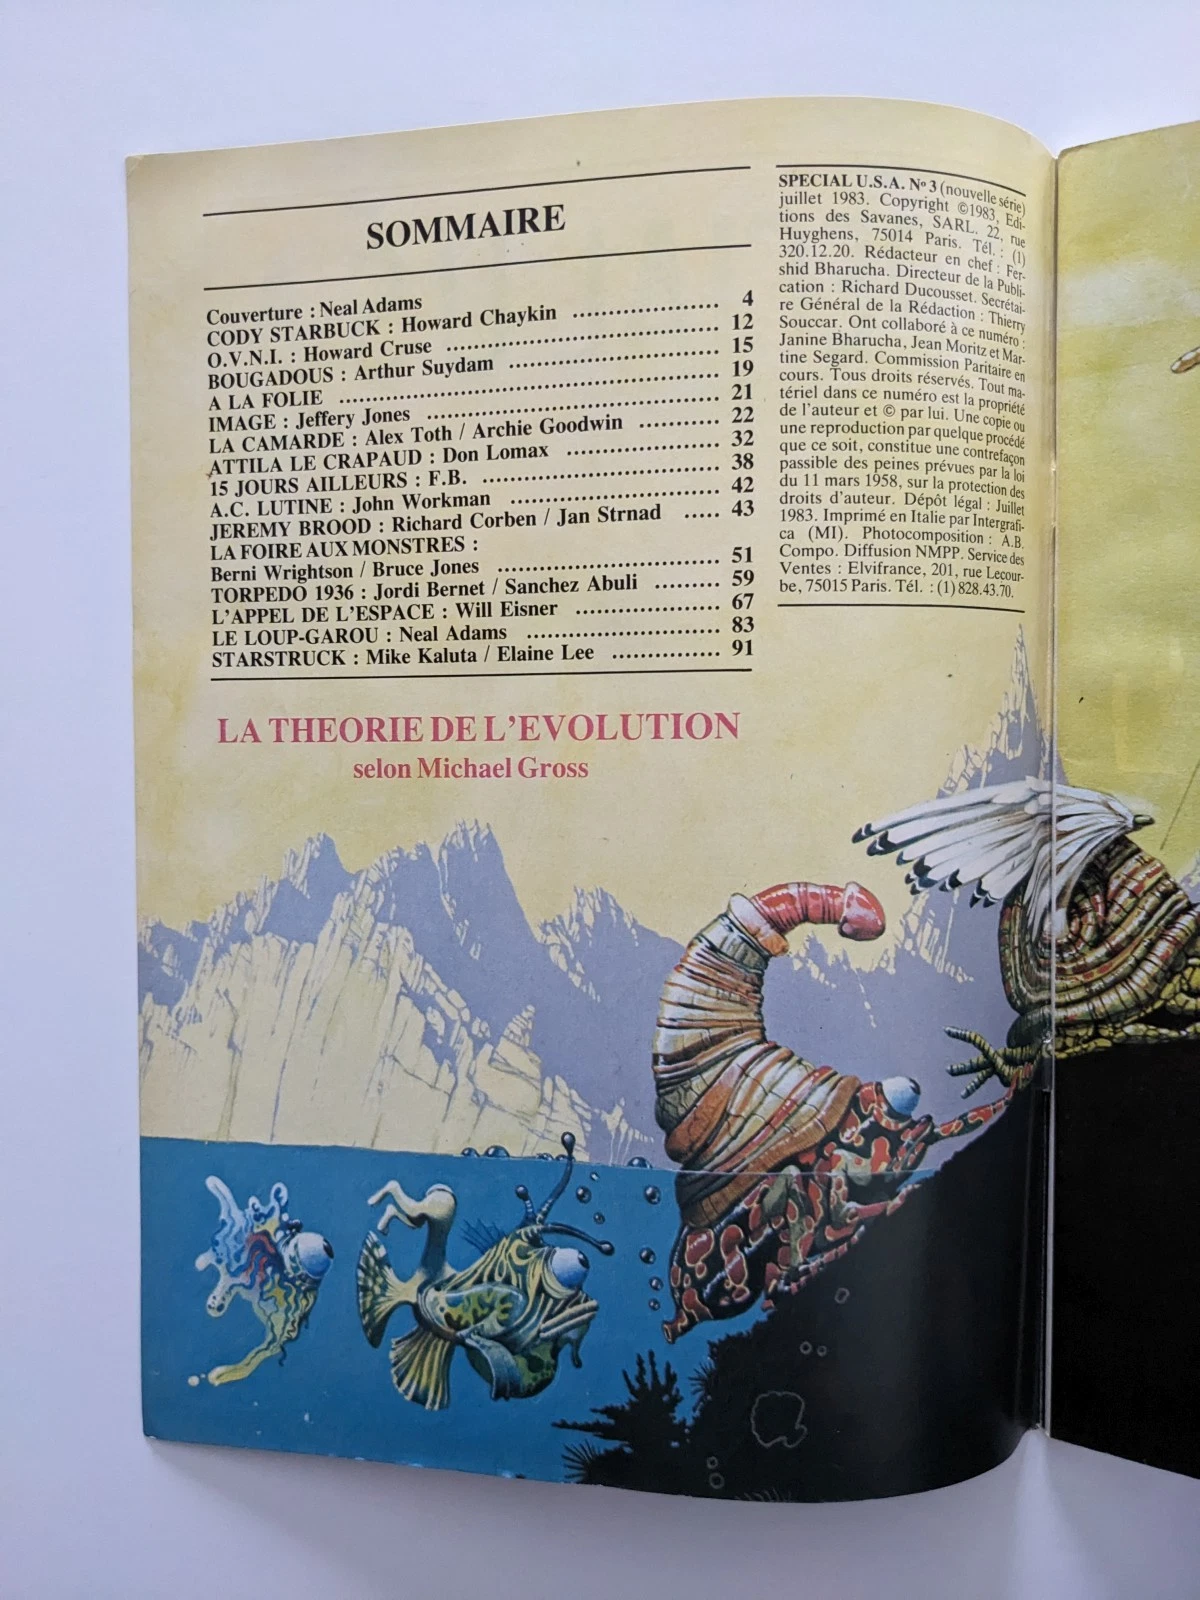 SOMMAIRE
Couverture : Neal Adams
CODY STARBUCK : Howard Chaykin .................... 4
O.V.N.I. : Howard Cruse .................... 12
BOUGADOUS : Arthur Suydam .................... 15
A LA FOLIE .................... 19
IMAGE : Jeffery Jones .................... 21
LA CAMARDE : Alex Toth / Archie Goodwin .......... 22
ATTILA LE CRAPAUD : Don Lomax .................... 32
15 JOURS AILLEURS : F.B. .................... 38
A.C. LUTINE : John Workman .................... 42
JEREMY BROOD : Richard Corben / Jan Strnad ..... 43
LA FOIRE AUX MONSTRES :
Berni Wrightson / Bruce Jones .................... 51
TORPEDO 1936 : Jordi Bernet / Sanchez Abuli ......... 59
L'APPEL DE L'ESPACE : Will Eisner .................... 67
LE LOUP-GAROU : Neal Adams .................... 83
STARSTRUCK : Mike Kaluta / Elaine Lee ............... 91
LA THEORIE DE L'EVOLUTION
selon Michael Gross
SPECIAL U.S.A. Nº 3 (nouvelle série)
juillet 1983. Copyright ©1983, Edi-
tions des Savanes, SARL. 22, rue
Huyghens, 75014 Paris. Tél. : (1)
320.12.20. Rédacteur en chef : Fer-
shid Bharucha. Directeur de la Publi-
cation : Richard Ducousset. Secrétai-
re Général de la Rédaction : Thierry
Souccar. Ont collaboré à ce numéro :
Janine Bharucha, Jean Moritz et Mar-
tine Segard. Commission Paritaire en
cours. Tous droits réservés. Tout ma-
tériel dans ce numéro est la propriété
de l'auteur et © par lui. Une copie ou
une reproduction par quelque procédé
que ce soit, constitue une contrefaçon
passible des peines prévues par la loi
du 11 mars 1958, sur la protection des
droits d'auteur. Dépôt légal : Juillet
1983. Imprimé en Italie par Intergrafi-
ca (MI). Photocomposition : A.B.
Compo. Diffusion NMPP. Service des
Ventes : Elvifrance, 201, rue Lecour-
be, 75015 Paris. Tél. : (1) 828.43.70.